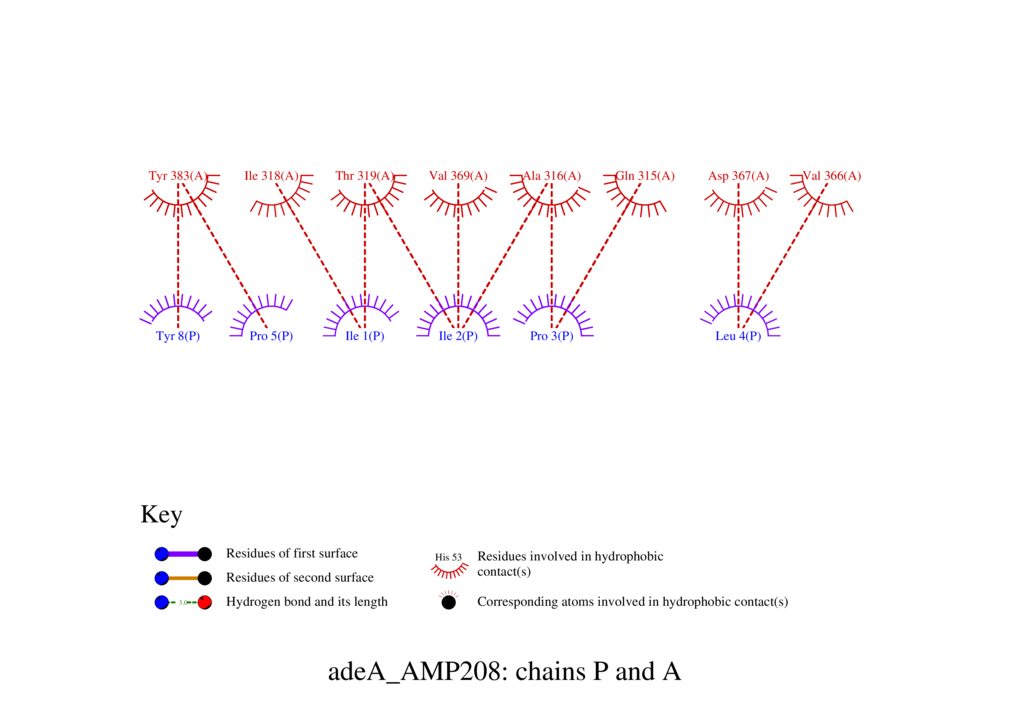 Tyr 383(A) Ile 318(A) Thr 319(A) Val 369(A) Ala 316(A) Gln 315(A) Asp 367(A) Val 366(A)
Tyr 8(P) Pro 5(P) Ile 1(P) Ile 2(P) Pro 3(P) Leu 4(P)
Key
Residues of first surface
Residues of second surface
3.0
Hydrogen bond and its length
His 53
Residues involved in hydrophobic
contact(s)
Corresponding atoms involved in hydrophobic contact(s)
adeA_AMP208: chains P and A